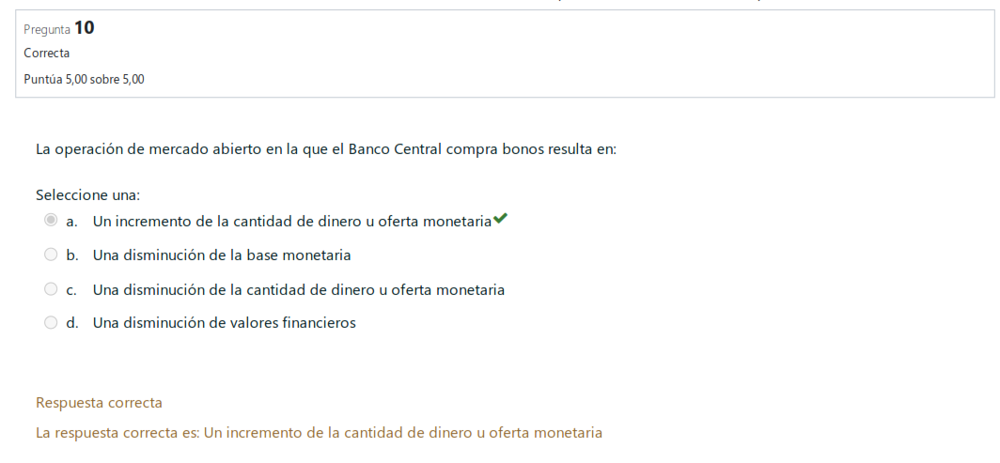 Pregunta 10
Correcta
Puntúa 5,00 sobre 5,00
La operación de mercado abierto en la que el Banco Central compra bonos resulta en:
Seleccione una:
a. Un incremento de la cantidad de dinero u oferta monetaria
b. Una disminución de la base monetaria
c. Una disminución de la cantidad de dinero u oferta monetaria
d. Una disminución de valores financieros
Respuesta correcta
La respuesta correcta es: Un incremento de la cantidad de dinero u oferta monetaria